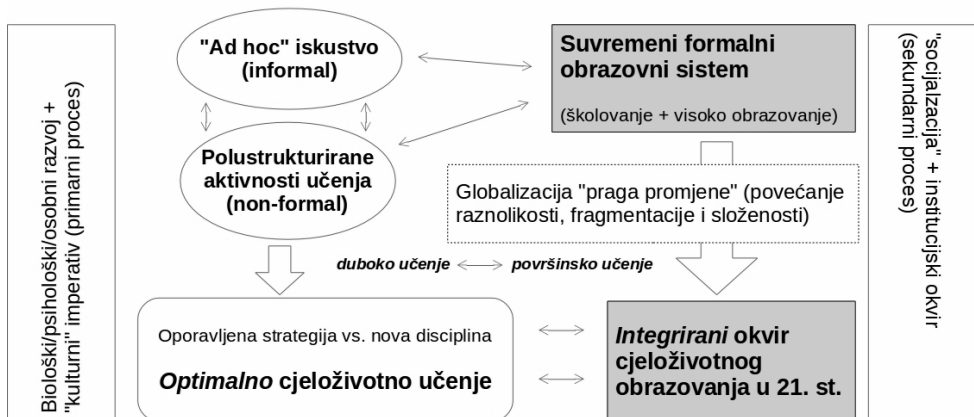 Biološki/psihološki/osobni razvoj +
"kulturni" imperativ (primarni proces)
"Ad hoc" iskustvo
(informal)
Suvremeni formalni
obrazovni sistem
(školovanje + visoko obrazovanje)
Polustrukturirane
aktivnosti učenja
(non-formal)
Globalizacija "praga promjene" (povećanje
raznolikosti, fragmentacije i složenosti)
duboko učenje
površinsko učenje
Oporavljena strategija vs. nova disciplina
Optimalno cjeloživotno učenje
Integrirani okvir
cjeloživotnog
obrazovanja u 21. st.
"socijalzacija" + institucijski okvir
(sekundarni proces)